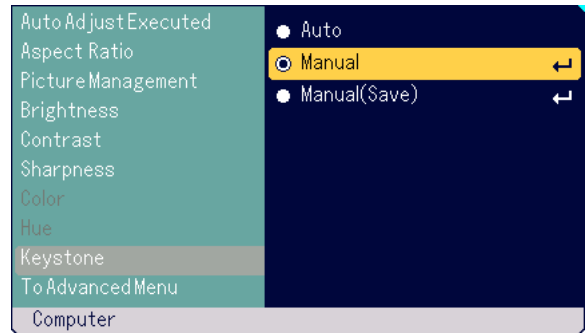 Auto Adjust Executed
Aspect Ratio
Picture Management
Brightness
Contrast
Sharpness
Color
Hue
Keystone
To Advanced Menu
Auto
Manual
Manual(Save)
Computer